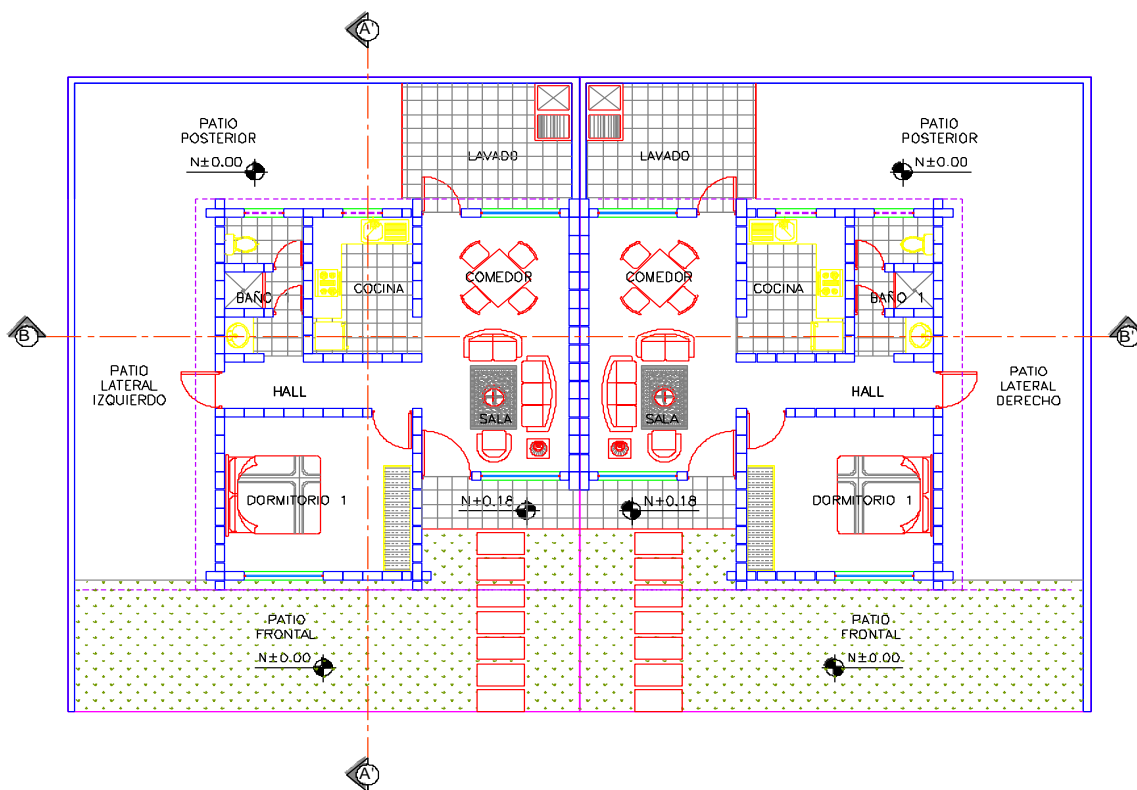 A'
PATIO
POSTERIOR
N±0.00
LAVADO
LAVADO
PATIO
POSTERIOR
N±0.00
COMEDOR
COMEDOR
BAÑO 1
COCINA
COCINA
BAÑO 1
B
B'
PATIO
LATERAL
IZQUIERDO
HALL
HALL
PATIO
LATERAL
DERECHO
SALA
SALA
DORMITORIO 1
N+0.18
N+0.18
DORMITORIO 1
PATIO
FRONTAL
N±0.00
PATIO
FRONTAL
N±0.00
A'